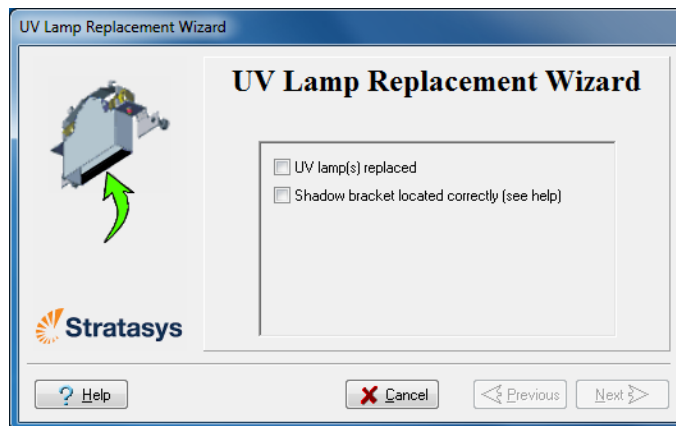 UV Lamp Replacement Wizard
UV Lamp Replacement Wizard
UV lamp(s) replaced
Shadow bracket located correctly (see help)
Stratasys
? Help
Cancel
Previous
Next